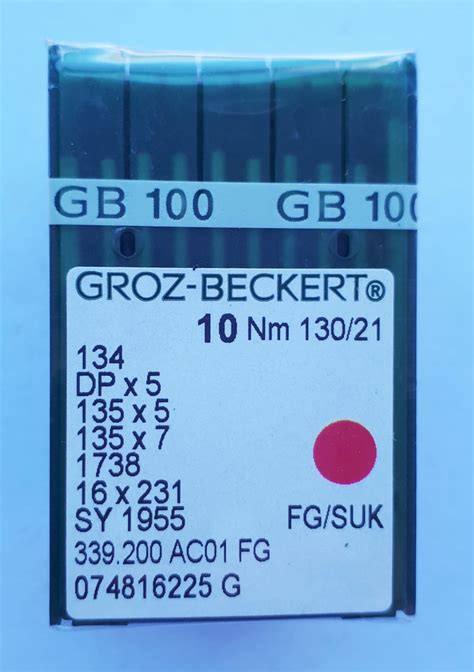 GB 100 GB 100
GROZ-BECKERT®
10 Nm 130/21
134
DP x 5
135 x 5
135 x 7
1738
16 x 231
SY 1955 FG/SUK
339.200 AC01 FG
074816225 G